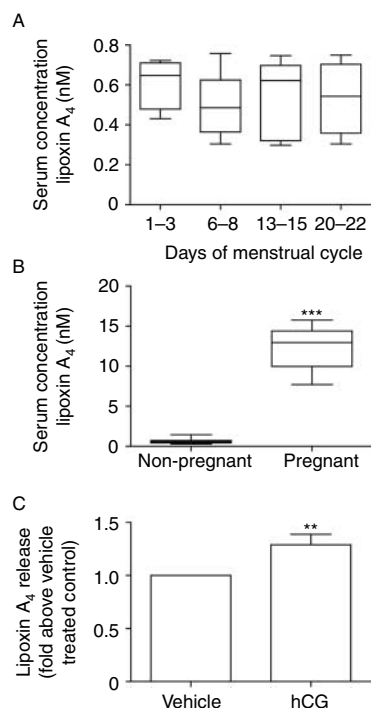 A
Serum concentration
lipoxin A4 (nM)
0.8
0.6
0.4
0.2
0
1–3 6–8 13–15 20–22
Days of menstrual cycle
B
Serum concentration
lipoxin A4 (nM)
20
15
10
5
0
***
Non-pregnant Pregnant
C
Lipoxin A4 release
(fold above vehicle
treated control)
1.5
1.0
0.5
0
**
Vehicle hCG